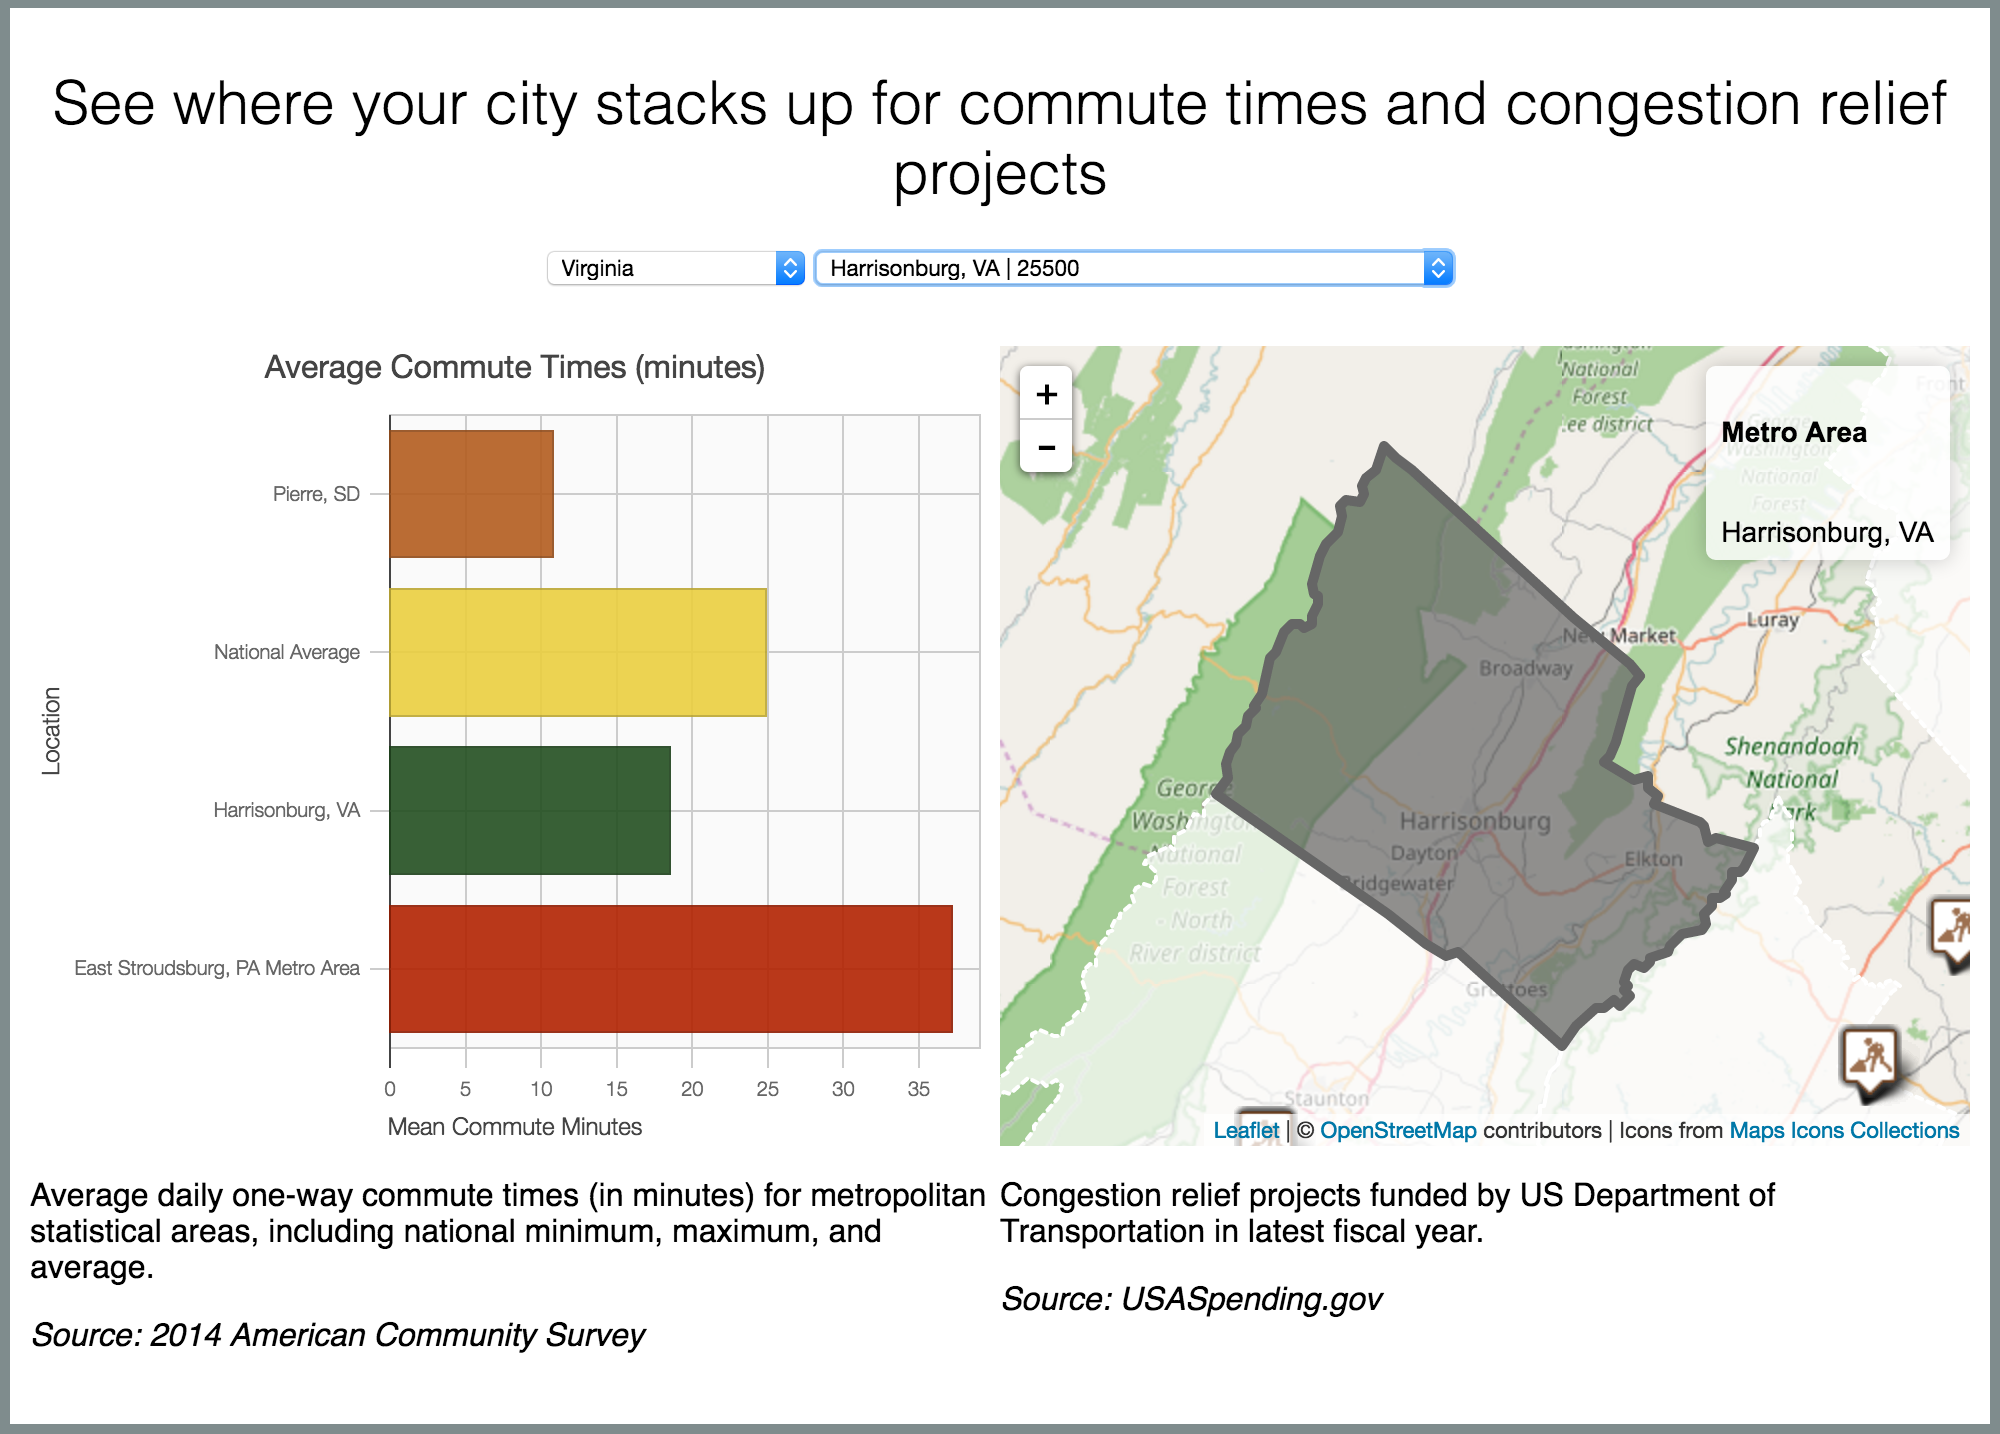 See where your city stacks up for commute times and congestion relief
projects
Virginia
Harrisonburg, VA | 25500
Average Commute Times (minutes)
Location
Pierre, SD
National Average
Harrisonburg, VA
East Stroudsburg, PA Metro Area
0 5 10 15 20 25 30 35
Mean Commute Minutes
+
-
National
Forest
Lee district
Front
Metro Area
George
Washington
National
Forest
Harrisonburg, VA
New Market
Luray
Broadway
Shenandoah
National
Park
George
Washington
National
Forest
- North
River district
Harrisonburg
Dayton
Elkton
Bridgewater
Grottoes
Staunton
Leaflet | © OpenStreetMap contributors | Icons from Maps Icons Collections
Average daily one-way commute times (in minutes) for metropolitan
statistical areas, including national minimum, maximum, and
average.
Source: 2014 American Community Survey
Congestion relief projects funded by US Department of
Transportation in latest fiscal year.
Source: USASpending.gov